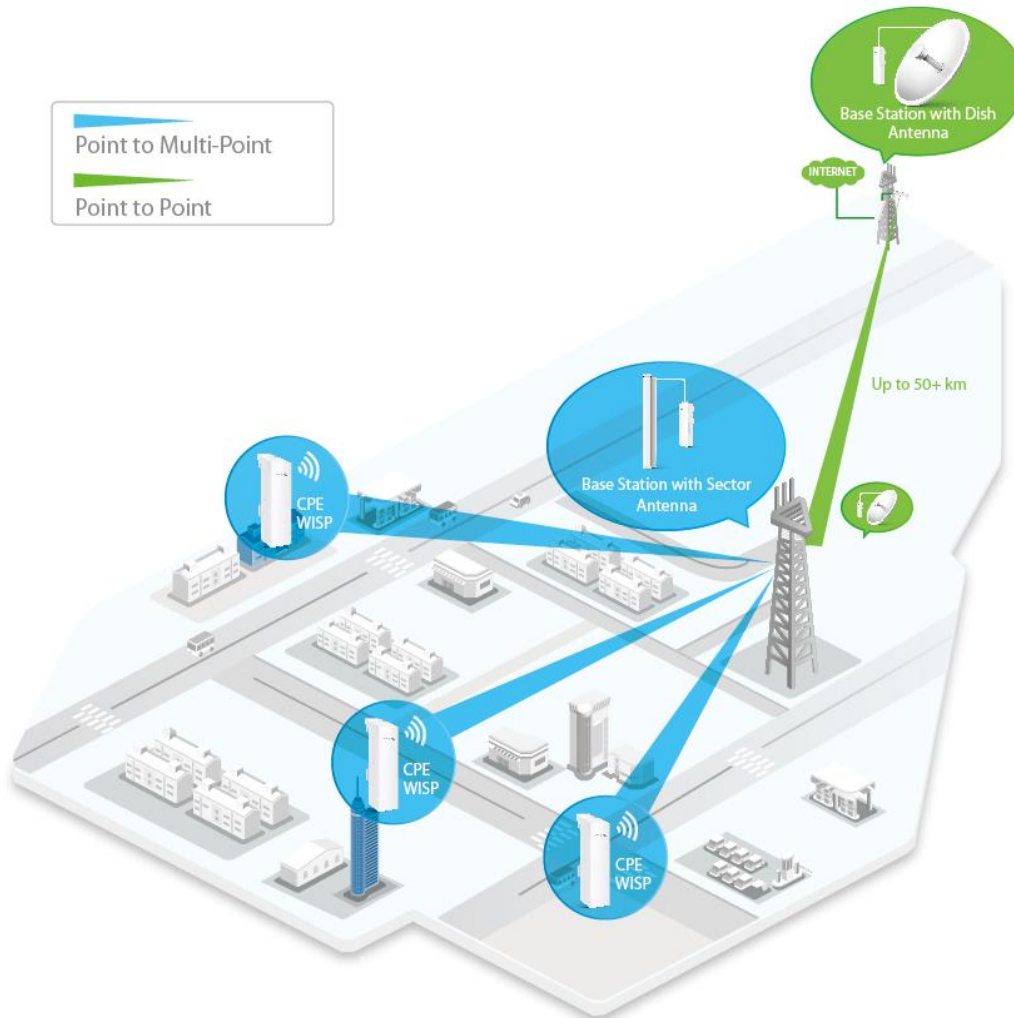 Point to Multi-Point
Point to Point
Base Station with Dish
Antenna
INTERNET
Up to 50+ km
Base Station with Sector
Antenna
CPE
WISP
CPE
WISP
CPE
WISP